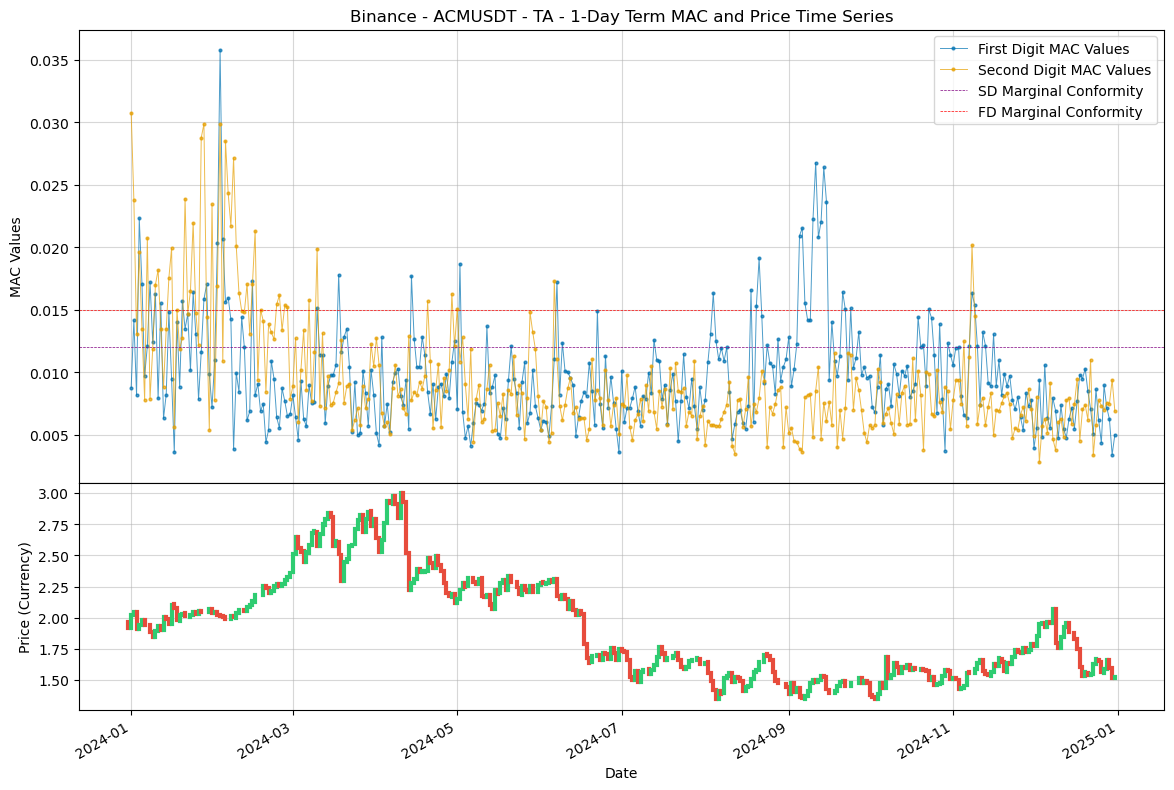 Binance - ACMUSDT - TA - 1-Day Term MAC and Price Time Series
First Digit MAC Values
Second Digit MAC Values
SD Marginal Conformity
FD Marginal Conformity
MAC Values
0.035
0.030
0.025
0.020
0.015
0.010
0.005
Price (Currency)
3.00
2.75
2.50
2.25
2.00
1.75
1.50
2024-01
2024-03
2024-05
2024-07
2024-09
2024-11
2025-01
Date